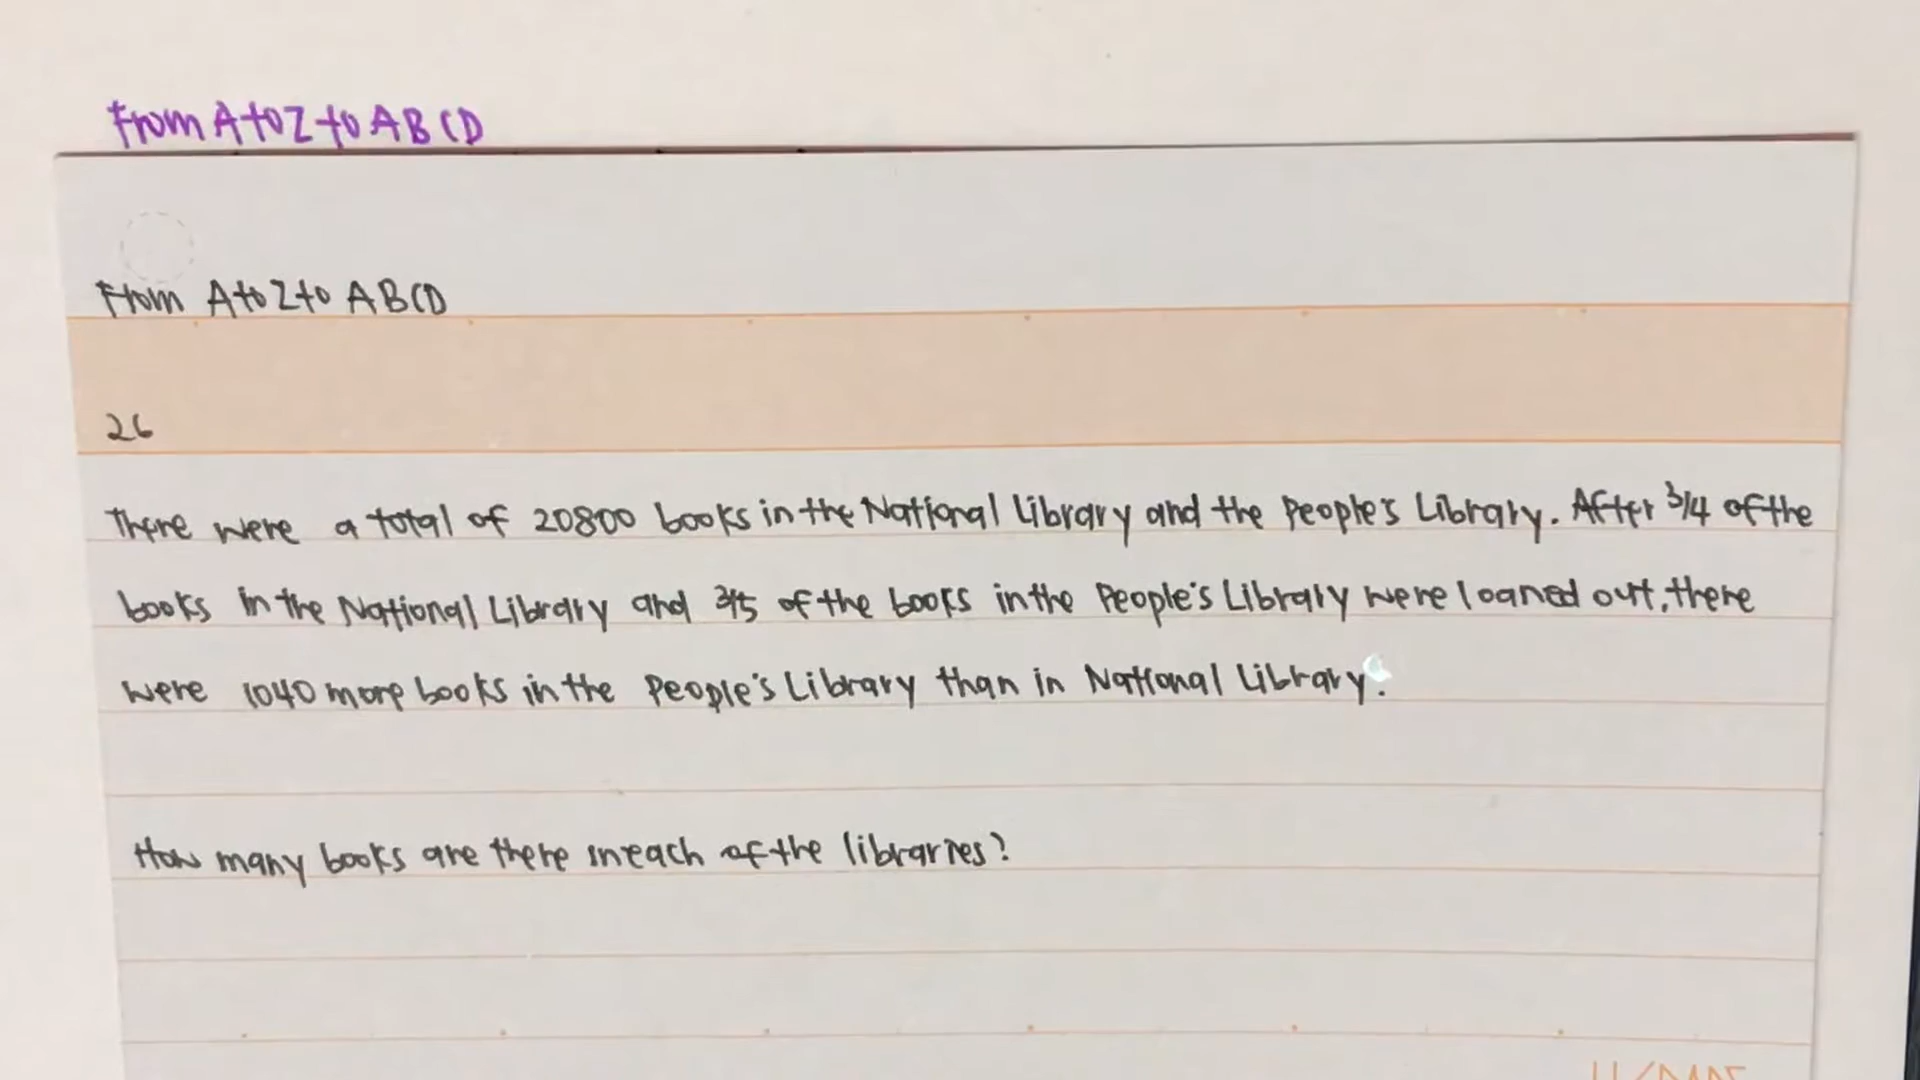 From A to Z to ABCD
From A to Z to ABCD
26
There were a total of 20800 books in the National Library and the People's Library. After 3/4 of the
books in the National Library and 3/5 of the books in the People's Library were loaned out, there
were 1040 more books in the People's Library than in National Library.
How many books are there in each of the libraries?